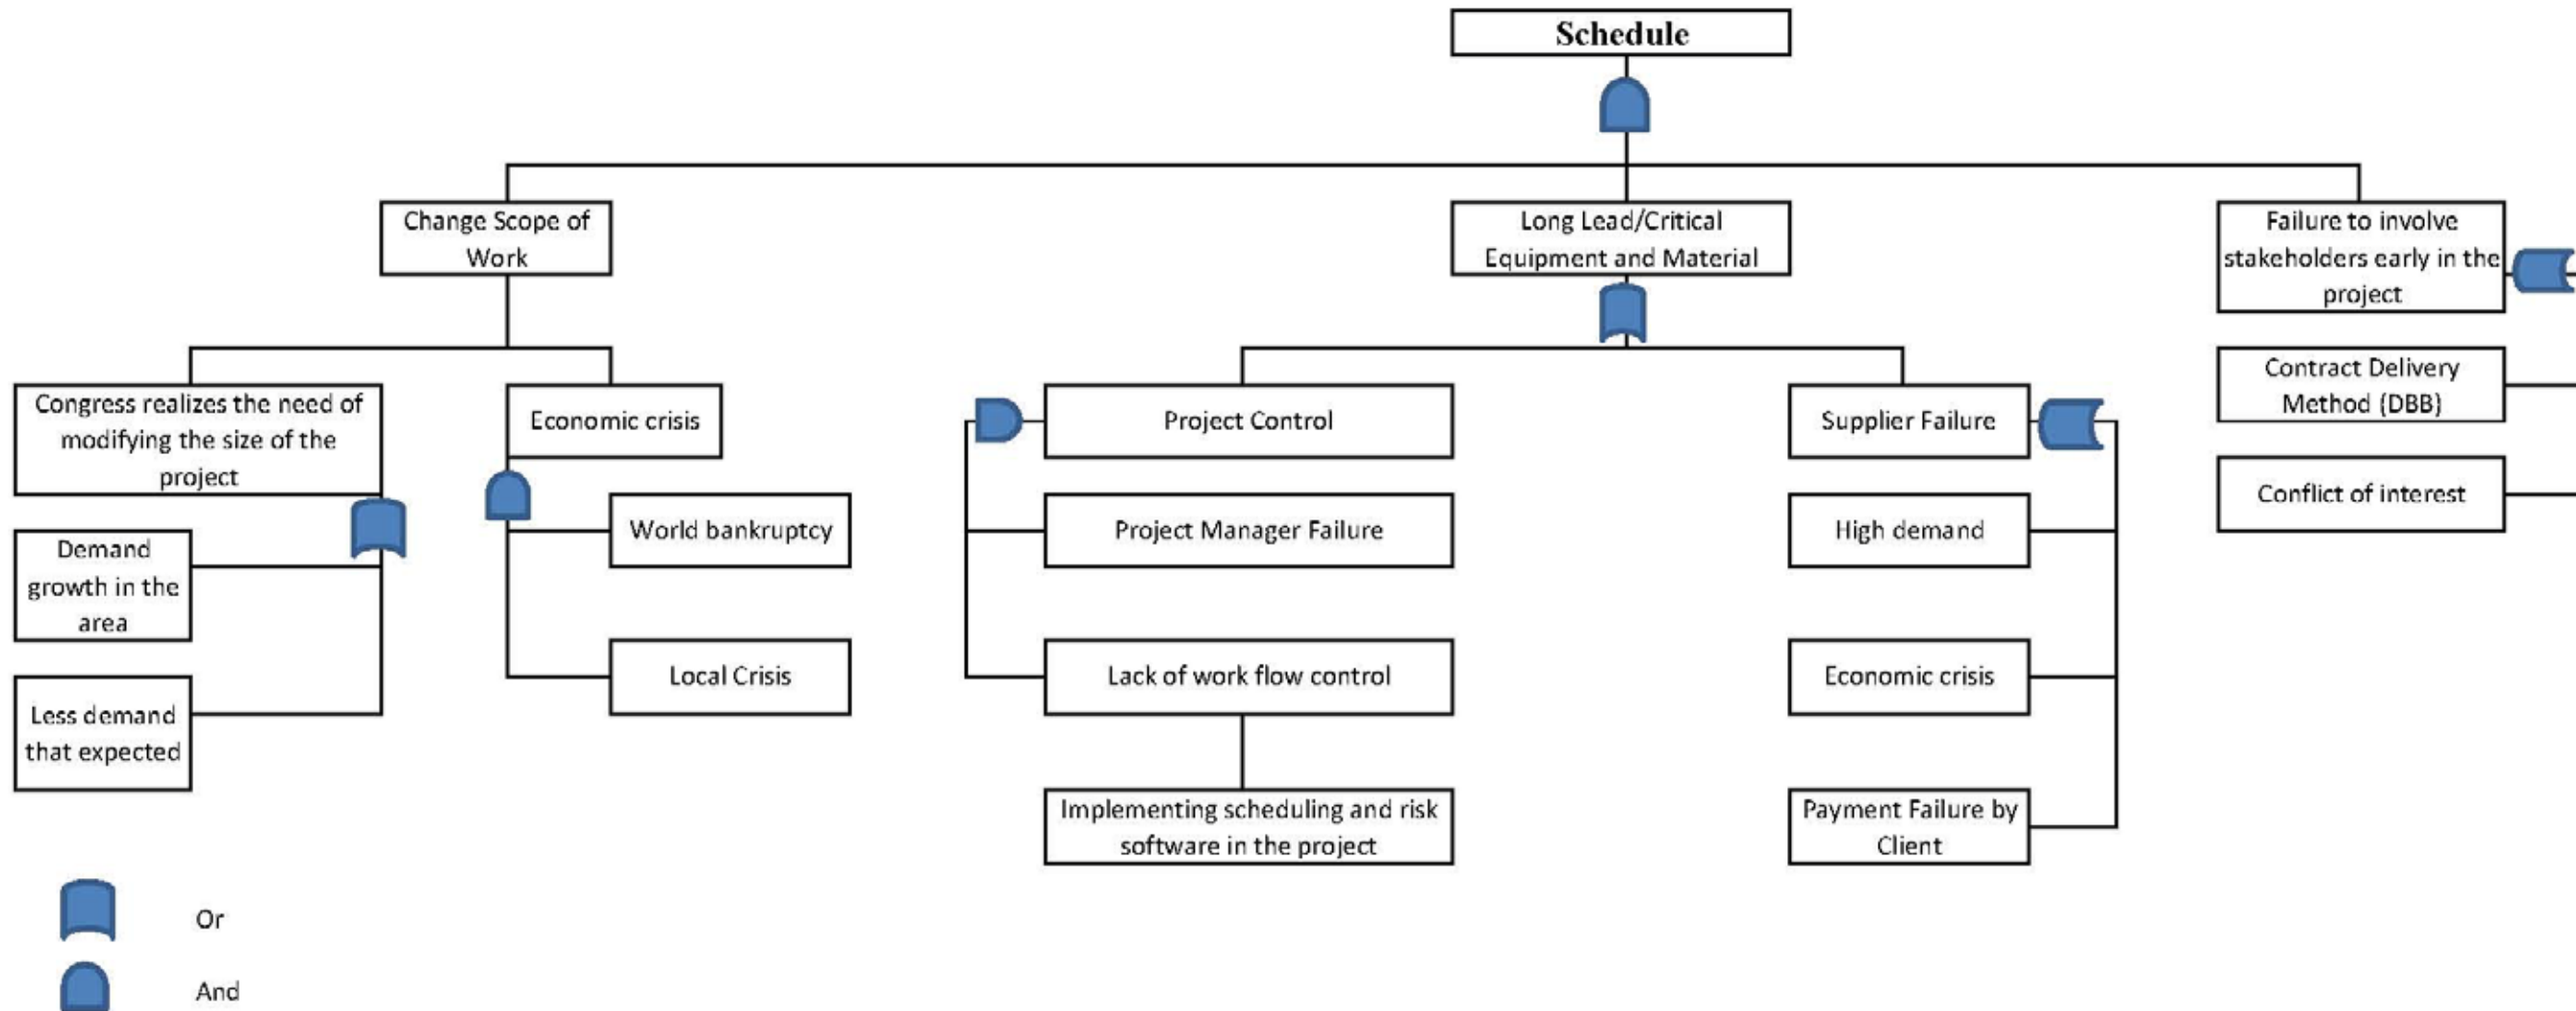 Schedule
Change Scope of
Work
Long Lead/Critical
Equipment and Material
Failure to involve
stakeholders early in the
project
Congress realizes the need of
modifying the size of the
project
Economic crisis
Project Control
Supplier Failure
Contract Delivery
Method (DBB)
Demand
growth in the
area
World bankruptcy
Project Manager Failure
High demand
Conflict of interest
Less demand
that expected
Local Crisis
Lack of work flow control
Economic crisis
Implementing scheduling and risk
software in the project
Payment Failure by
Client
Or
And